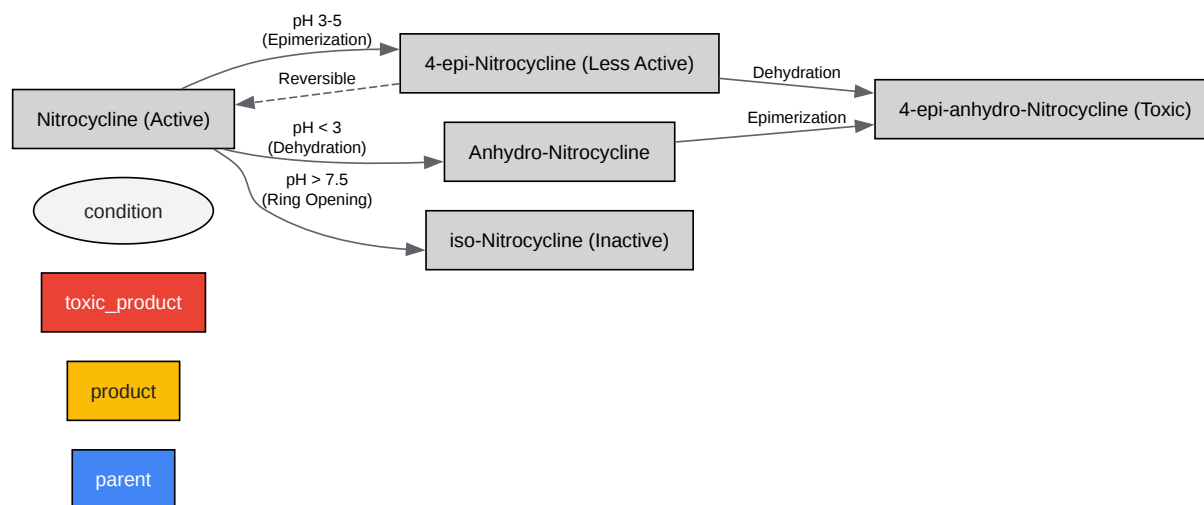 pH 3-5
(Epimerization)
4-epi-Nitrocycline (Less Active)
Dehydration
Reversible
4-epi-anhydro-Nitrocycline (Toxic)
Nitrocycline (Active)
Epimerization
pH < 3
(Dehydration)
Anhydro-Nitrocycline
pH > 7.5
(Ring Opening)
iso-Nitrocycline (Inactive)
condition
toxic_product
product
parent